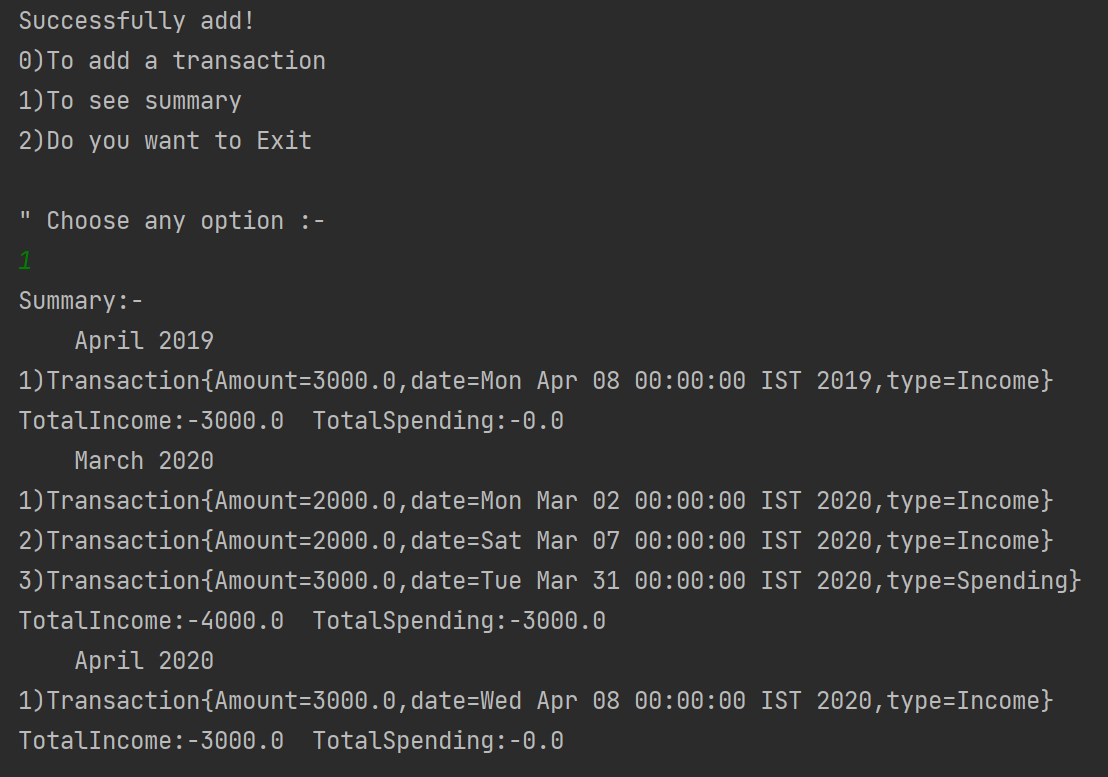 Successfully add!
0)To add a transaction
1)To see summary
2)Do you want to Exit
" Choose any option :-
1
Summary:-
April 2019
1)Transaction{Amount=3000.0,date=Mon Apr 08 00:00:00 IST 2019,type=Income}
TotalIncome:-3000.0  TotalSpending:-0.0
March 2020
1)Transaction{Amount=2000.0,date=Mon Mar 02 00:00:00 IST 2020,type=Income}
2)Transaction{Amount=2000.0,date=Sat Mar 07 00:00:00 IST 2020,type=Income}
3)Transaction{Amount=3000.0,date=Tue Mar 31 00:00:00 IST 2020,type=Spending}
TotalIncome:-4000.0  TotalSpending:-3000.0
April 2020
1)Transaction{Amount=3000.0,date=Wed Apr 08 00:00:00 IST 2020,type=Income}
TotalIncome:-3000.0  TotalSpending:-0.0